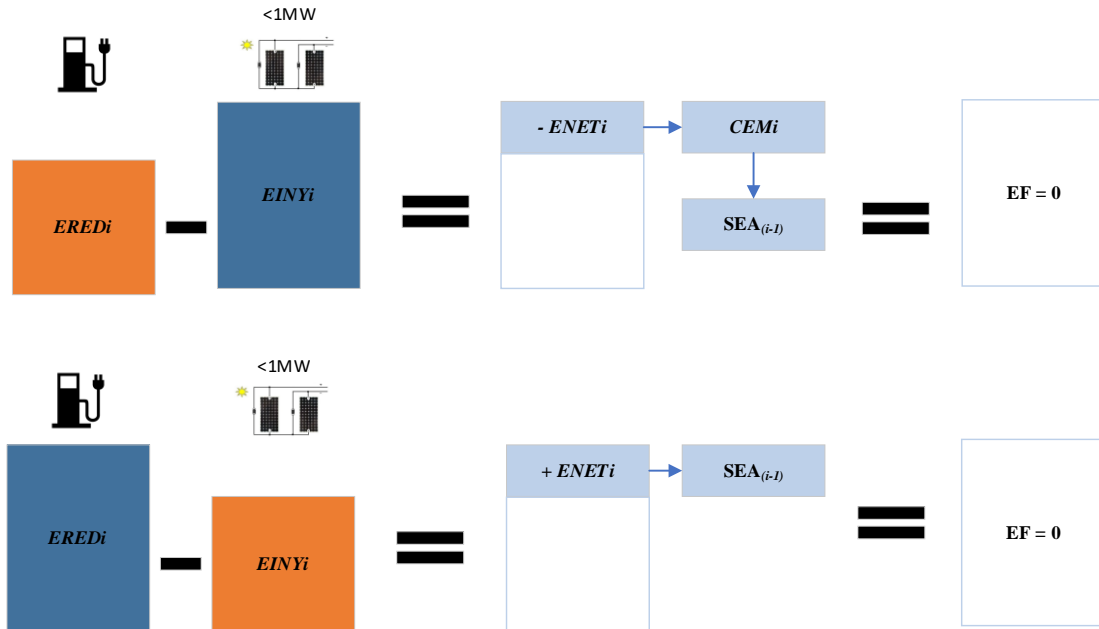 <1MW
EREDi
EINYi
- ENETi
CEMi
SEA(i-1)
EF = 0
<1MW
EREDi
EINYi
+ ENETi
SEA(i-1)
EF = 0